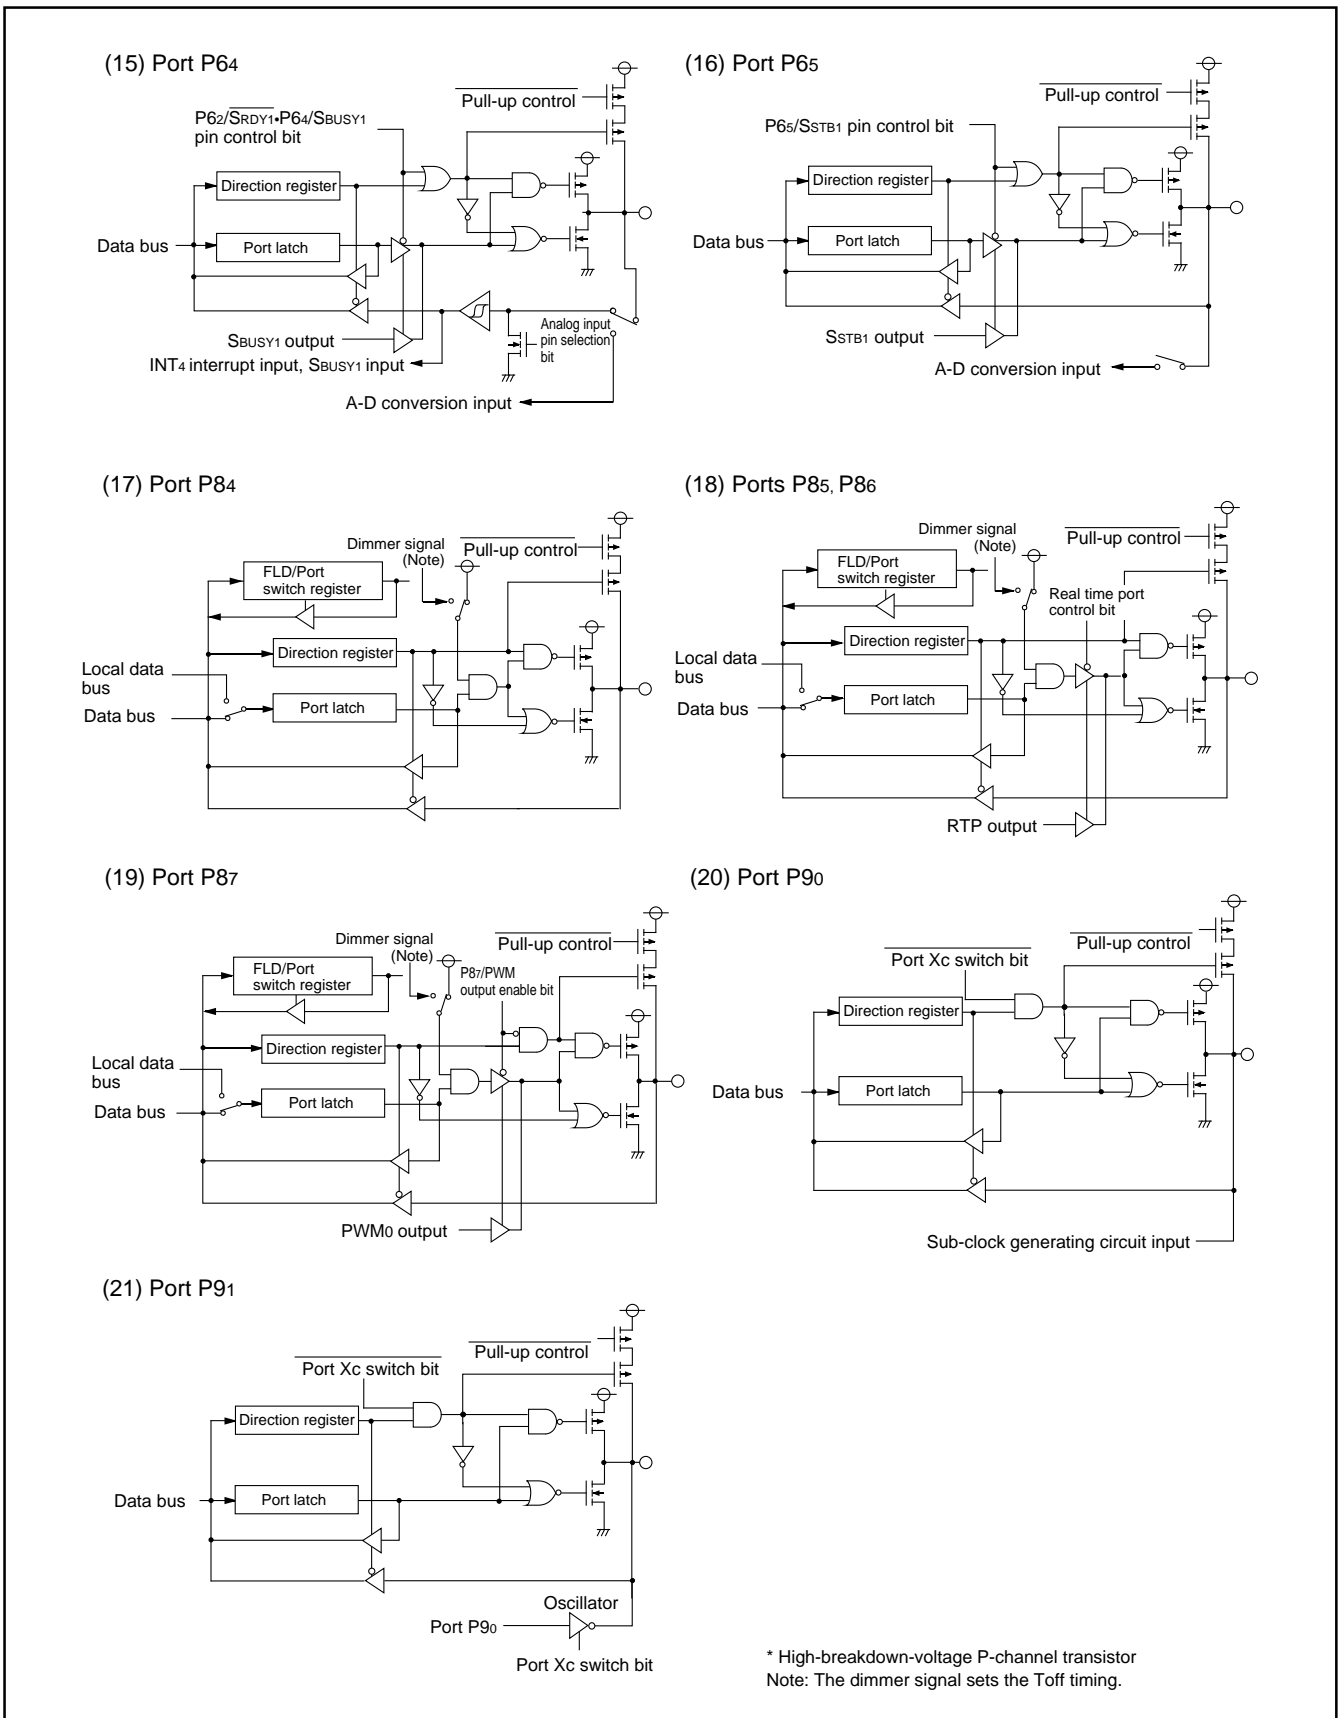 (15) Port P64
Pull-up control
P62/SRDY1•P64/SBUSY1
pin control bit
Direction register
Data bus
Port latch
SBUSY1 output
INT4 interrupt input, SBUSY1 input
Analog input
pin selection
bit
A-D conversion input
(16) Port P65
Pull-up control
P65/SSTB1 pin control bit
Direction register
Data bus
Port latch
SSTB1 output
A-D conversion input
(17) Port P84
Dimmer signal
(Note)
Pull-up control
FLD/Port
switch register
Direction register
Local data
bus
Port latch
Data bus
(18) Ports P85, P86
Dimmer signal
(Note)
Pull-up control
FLD/Port
switch register
Real time port
control bit
Direction register
Local data
bus
Port latch
Data bus
RTP output
(19) Port P87
Dimmer signal
(Note)
Pull-up control
FLD/Port
switch register
P87/PWM
output enable bit
Direction register
Local data
bus
Port latch
Data bus
PWM0 output
(20) Port P90
Pull-up control
Port Xc switch bit
Direction register
Data bus
Port latch
Sub-clock generating circuit input
(21) Port P91
Pull-up control
Port Xc switch bit
Direction register
Data bus
Port latch
Oscillator
Port P90
Port Xc switch bit
* High-breakdown-voltage P-channel transistor
Note: The dimmer signal sets the Toff timing.